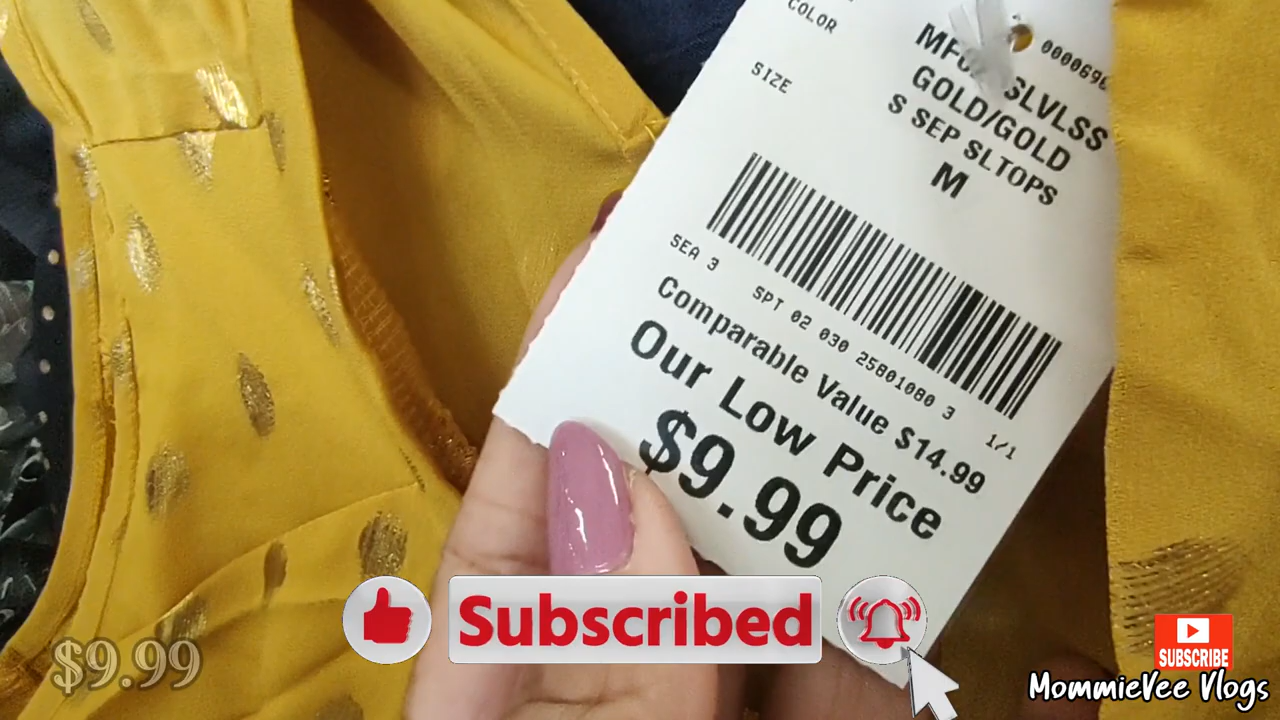 COLOR
SIZE
SLVLSS
GOLD/GOLD
S SEP SLTOPS
M
SEA 3
SPT 02 030 25801080 3
1/1
Comparable Value $14.99
Our Low Price
$9.99
Subscribed
$9.99
SUBSCRIBE
MommieVee Vlogs